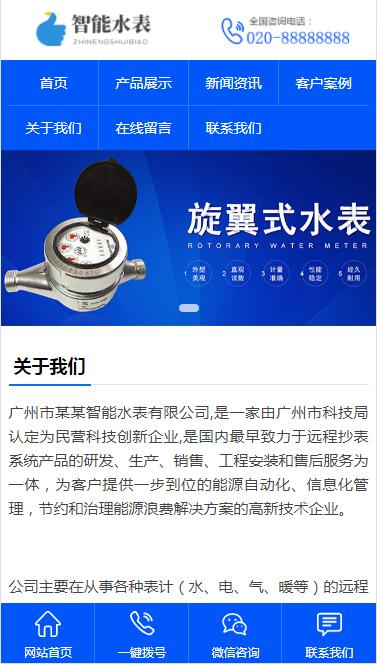 智能水表
ZHINENGSHUIBIAO
全国咨询电话：
020-88888888
首页 产品展示 新闻资讯 客户案例
关于我们 在线留言 联系我们
旋翼式水表
ROTORARY WATER METER
1 外型美观 2 直观读数 3 计量准确 4 性能稳定 5 经久耐用
关于我们
广州市某某智能水表有限公司,是一家由广州市科技局
认定为民营科技创新企业,是国内最早致力于远程抄表
系统产品的研发、生产、销售、工程安装和售后服务为
一体，为客户提供一步到位的能源自动化、信息化管
理，节约和治理能源浪费解决方案的高新技术企业。
公司主要在从事各种表计（水、电、气、暖等）的远程
网站首页 一键拨号 微信咨询 联系我们